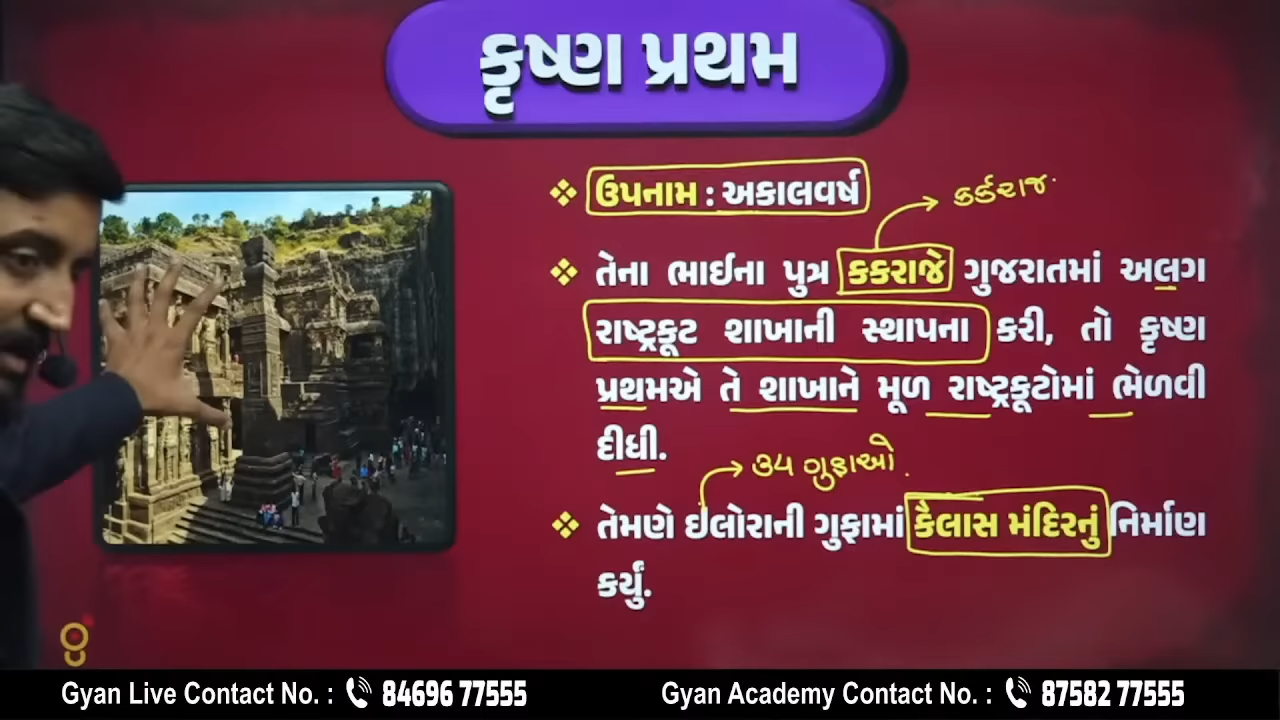 કૃષ્ણ પ્રથમ
❖ ઉપનામ : અકાલવર્ષ
કર્કરાજ
❖ તેના ભાઈના પુત્ર કકરાજે ગુજરાતમાં અલગ
રાષ્ટ્રકૂટ શાખાની સ્થાપના કરી, તો કૃષ્ણ
પ્રથમએ તે શાખાને મૂળ રાષ્ટ્રકૂટોમાં ભેળવી
દીધી.
૩૫ ગુફાઓ
❖ તેમણે ઈલોરાની ગુફામાં કૈલાસ મંદિરનું નિર્માણ
કર્યું.
Gyan Live Contact No. : 84696 77555
Gyan Academy Contact No. : 87582 77555